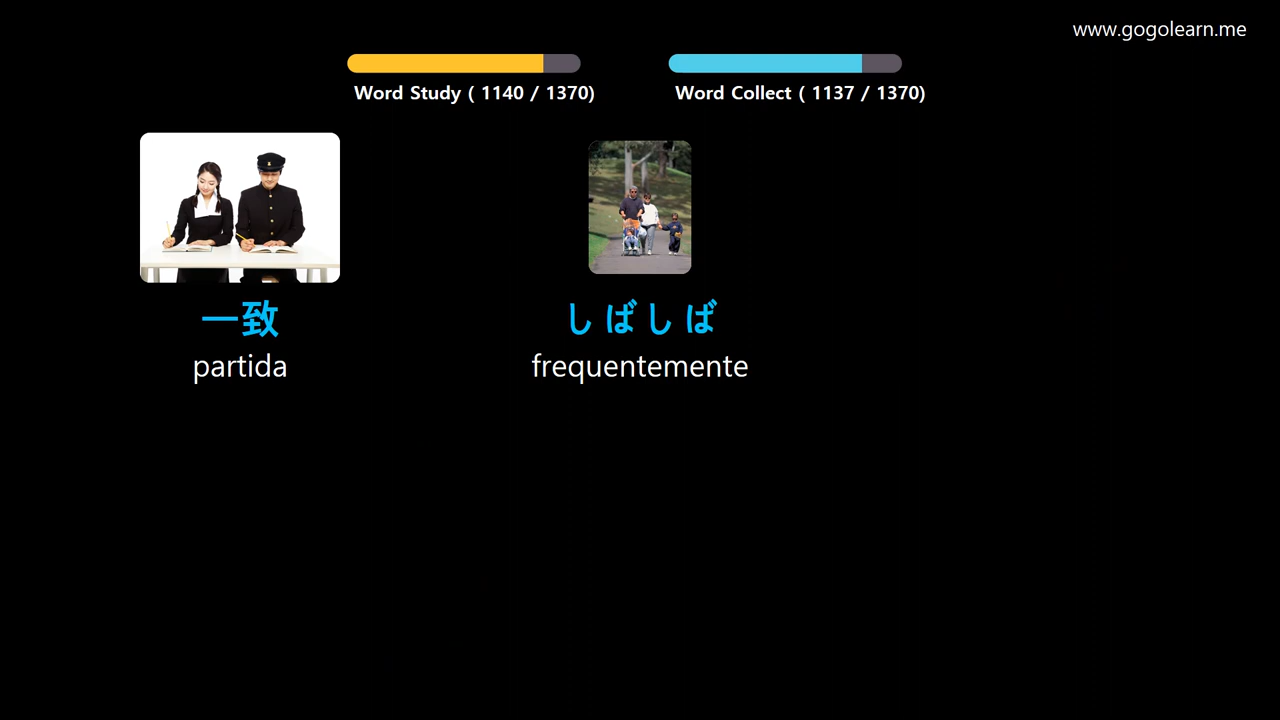 www.gogolearn.me
Word Study ( 1140 / 1370)
Word Collect ( 1137 / 1370)
一致
partida
しばしば
frequentemente